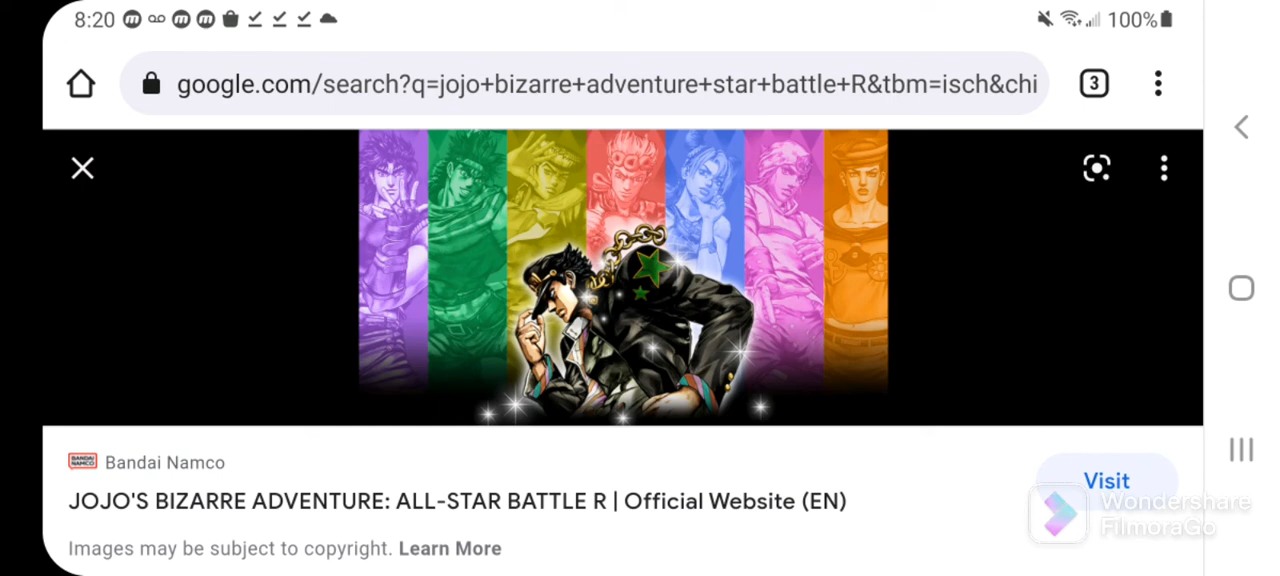 8:20
100%
google.com/search?q=jojo+bizarre+adventure+star+battle+R&tbm=isch&chi
3
BANDAI NAMCO
Bandai Namco
Visit
JOJO'S BIZARRE ADVENTURE: ALL-STAR BATTLE R | Official Website (EN)
Wondershare
FilmoraGo
Images may be subject to copyright. Learn More